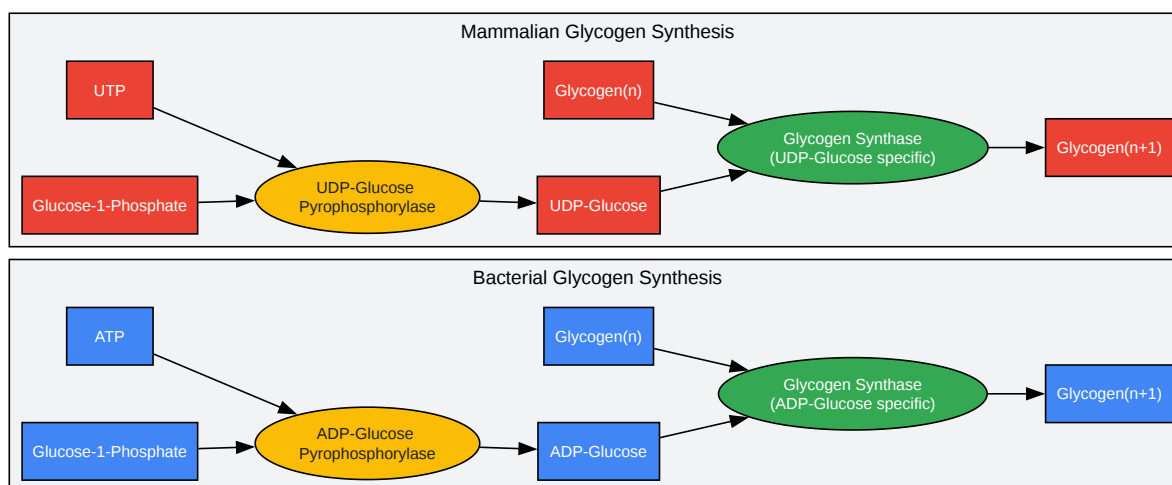 Mammalian Glycogen Synthesis
UTP
Glycogen(n)
Glycogen Synthase
(UDP-Glucose specific)
Glycogen(n+1)
Glucose-1-Phosphate
UDP-Glucose
Pyrophosphorylase
UDP-Glucose
Bacterial Glycogen Synthesis
ATP
Glycogen(n)
Glycogen Synthase
(ADP-Glucose specific)
Glycogen(n+1)
Glucose-1-Phosphate
ADP-Glucose
Pyrophosphorylase
ADP-Glucose